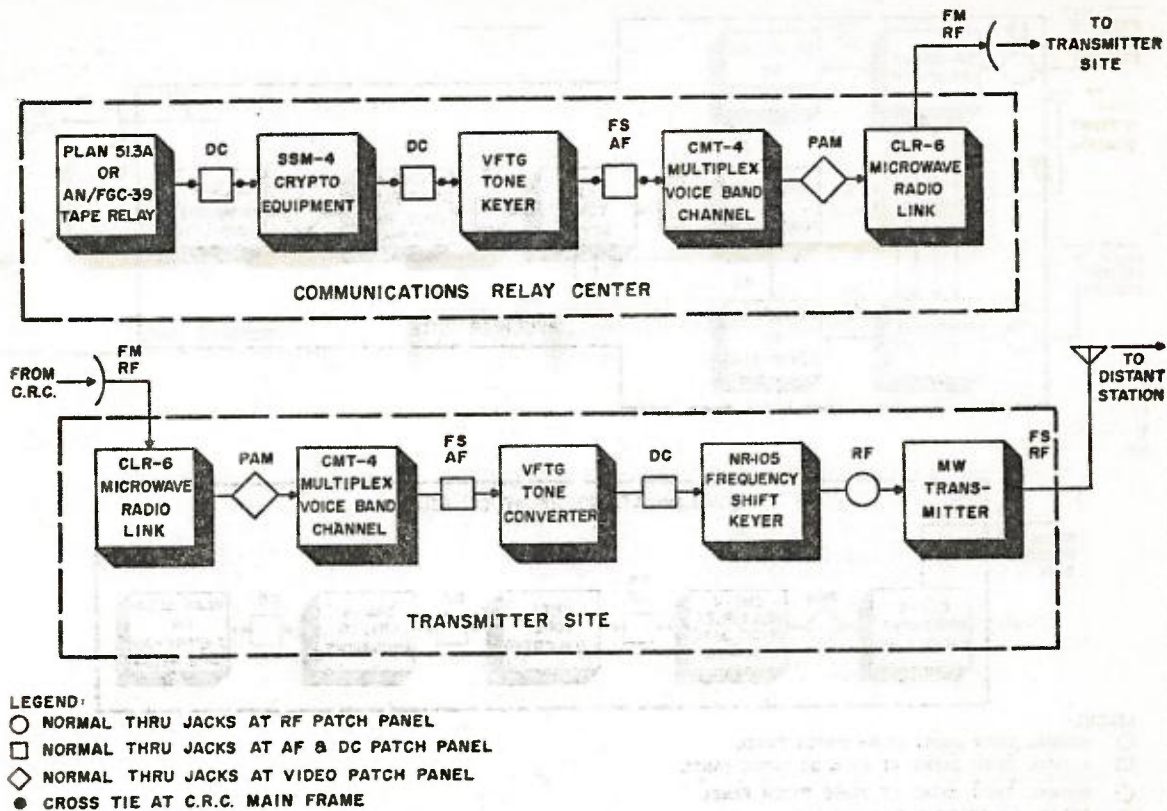 FM
RF
TO
TRANSMITTER
SITE
PLAN 513A
OR
AN/FGC-39
TAPE RELAY
DC
SSM-4
CRYPTO
EQUIPMENT
DC
VFTG
TONE
KEYER
FS
AF
CMT-4
MULTIPLEX
VOICE BAND
CHANNEL
PAM
CLR-6
MICROWAVE
RADIO
LINK
COMMUNICATIONS RELAY CENTER
FROM
C.R.C.
FM
RF
TO
DISTANT
STATION
CLR-6
MICROWAVE
RADIO
LINK
PAM
CMT-4
MULTIPLEX
VOICE BAND
CHANNEL
FS
AF
VFTG
TONE
CONVERTER
DC
NR-105
FREQUENCY
SHIFT
KEYER
RF
MW
TRANS-
MITTER
FS
RF
TRANSMITTER SITE
LEGEND:
NORMAL THRU JACKS AT RF PATCH PANEL
NORMAL THRU JACKS AT AF & DC PATCH PANEL
NORMAL THRU JACKS AT VIDEO PATCH PANEL
CROSS TIE AT C.R.C. MAIN FRAME